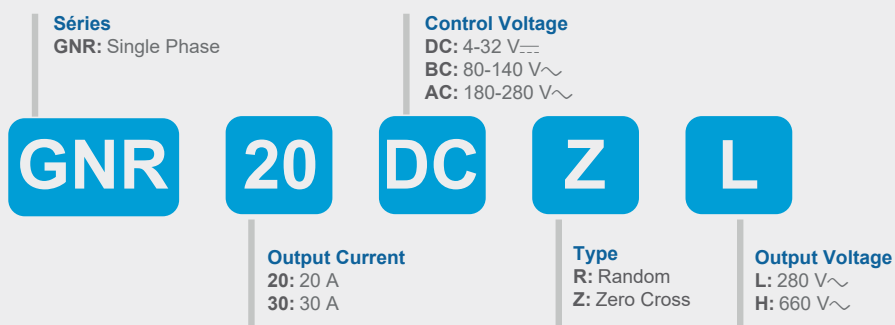 Séries
GNR: Single Phase
Control Voltage
DC: 4-32 V⎓
BC: 80-140 V∿
AC: 180-280 V∿
GNR 20 DC Z L
Output Current
20: 20 A
30: 30 A
Type
R: Random
Z: Zero Cross
Output Voltage
L: 280 V∿
H: 660 V∿